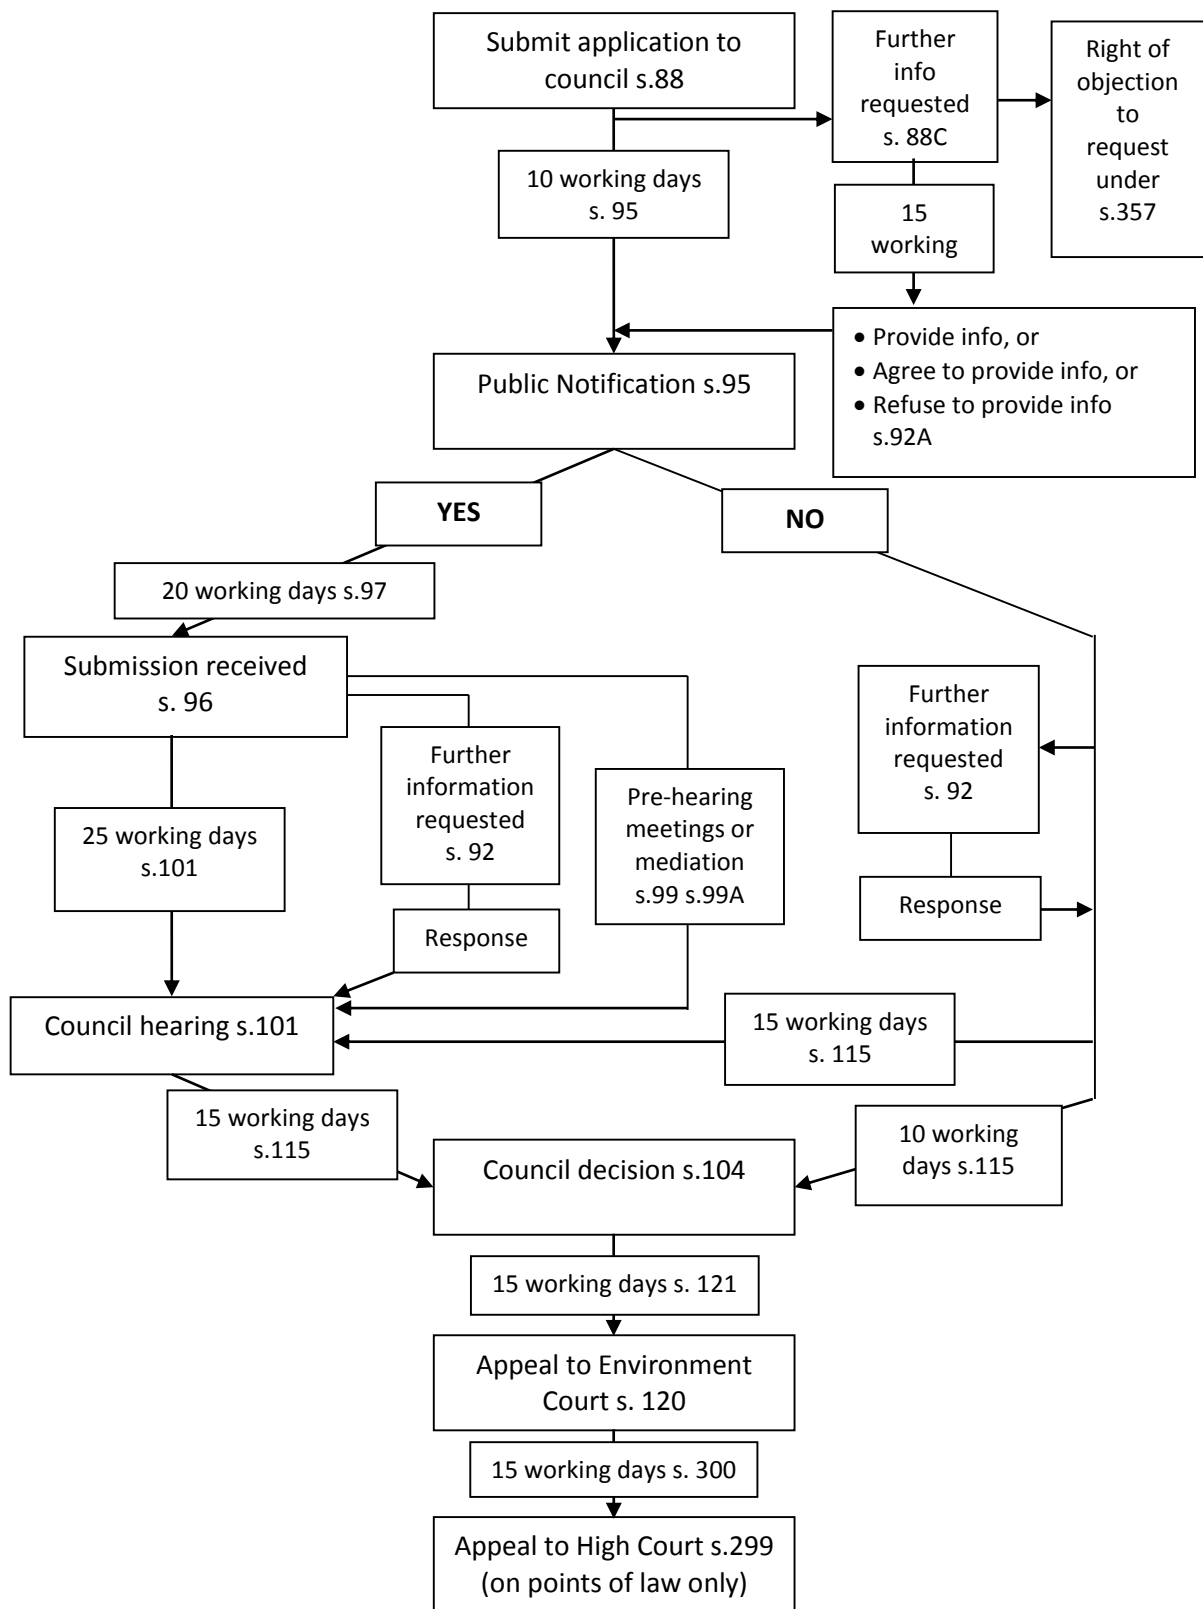 Submit application to
council s.88
Further
info
requested
s. 88C
Right of
objection
to
request
under
s.357
10 working days
s. 95
15
working
• Provide info, or
• Agree to provide info, or
• Refuse to provide info
s.92A
Public Notification s.95
YES
NO
20 working days s.97
Submission received
s. 96
Further
information
requested
s. 92
Pre-hearing
meetings or
mediation
s.99 s.99A
Further
information
requested
s. 92
25 working days
s.101
Response
Response
Council hearing s.101
15 working days
s. 115
15 working days
s.115
10 working
days s.115
Council decision s.104
15 working days s. 121
Appeal to Environment
Court s. 120
15 working days s. 300
Appeal to High Court s.299
(on points of law only)